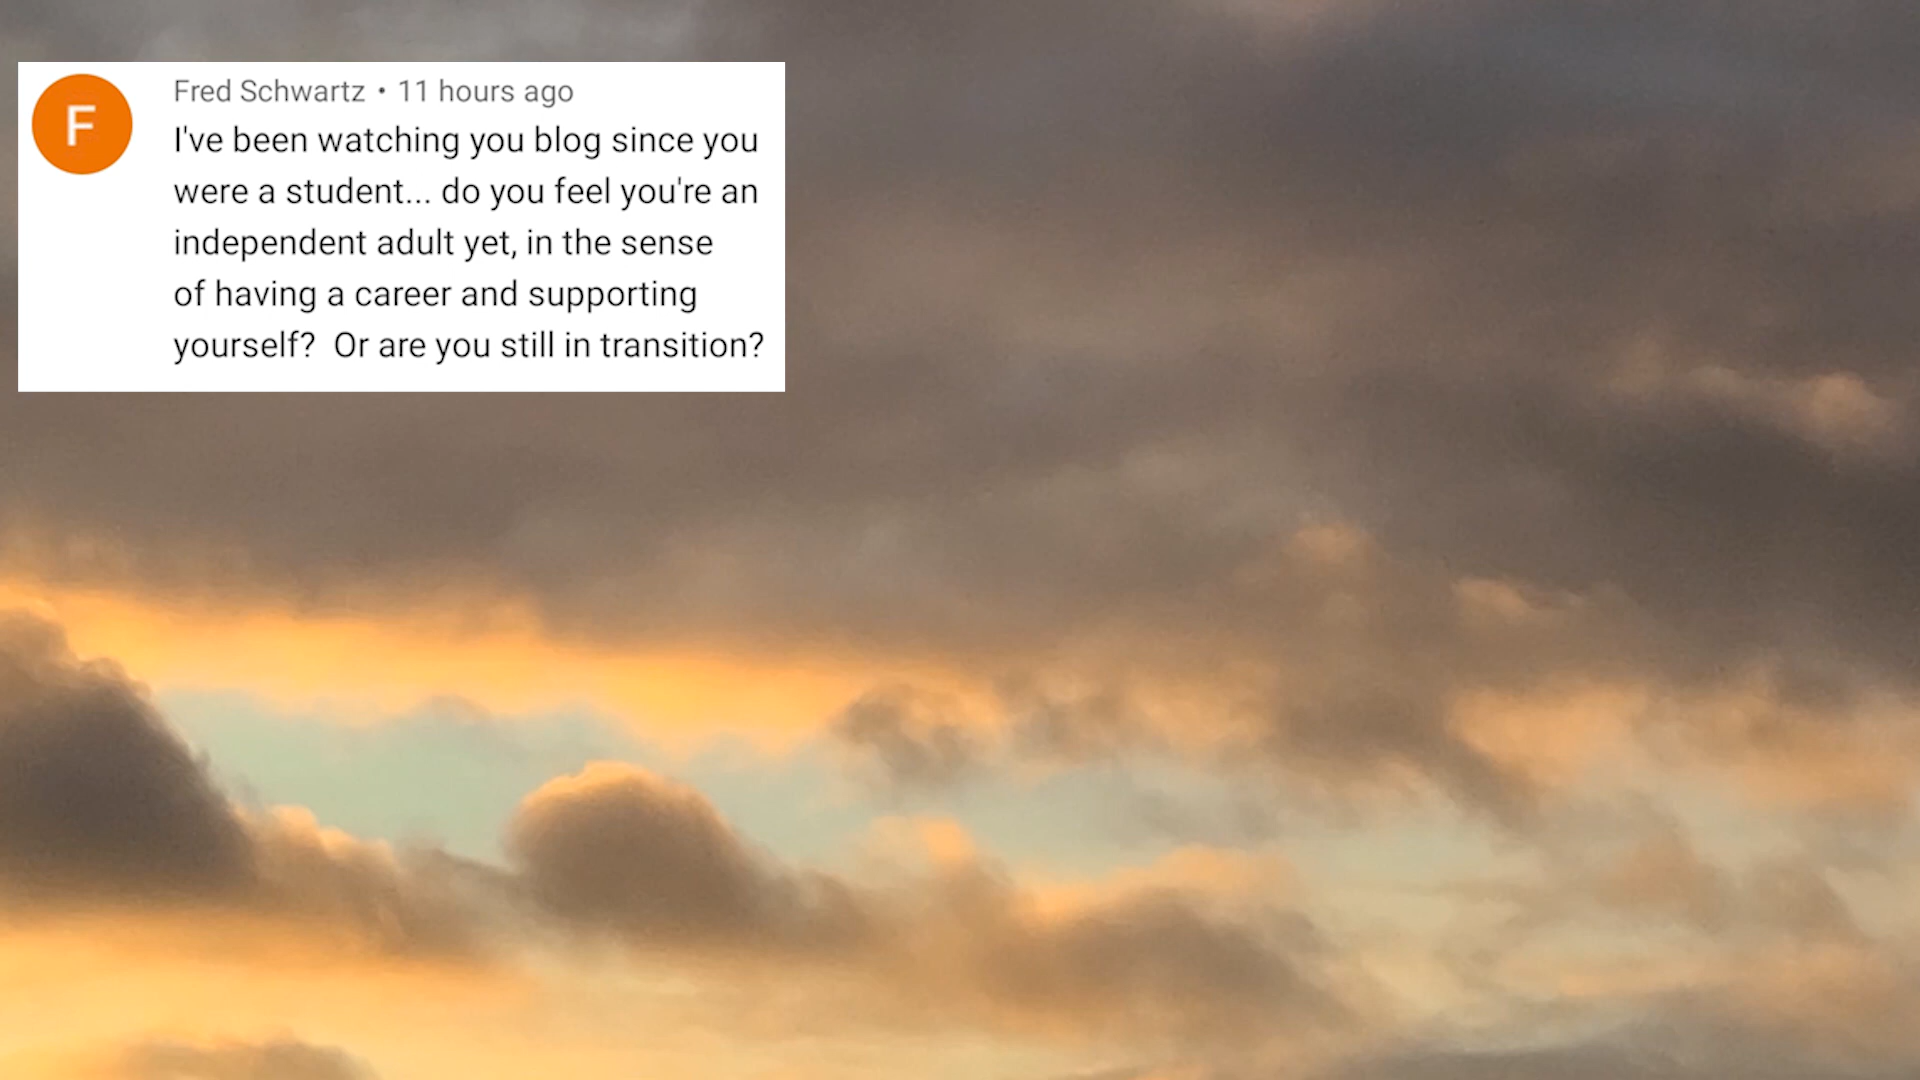 F
Fred Schwartz • 11 hours ago
I've been watching you blog since you
were a student... do you feel you're an
independent adult yet, in the sense
of having a career and supporting
yourself?  Or are you still in transition?